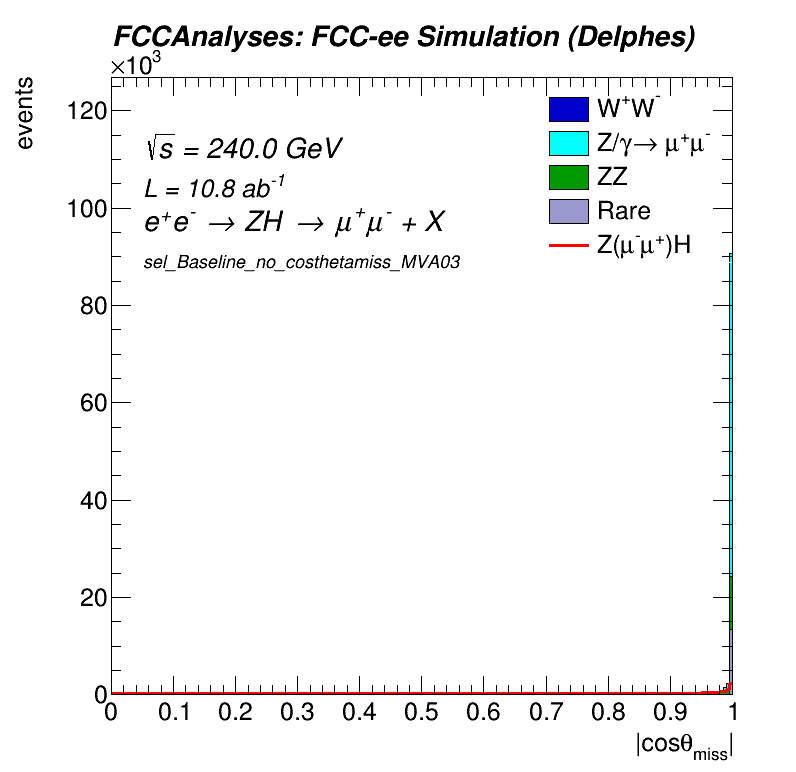 FCCAnalyses: FCC-ee Simulation (Delphes)
×10³
events
120
100
80
60
40
20
0
√s = 240.0 GeV
L = 10.8 ab⁻¹
e⁺e⁻ → ZH → μ⁺μ⁻ + X
sel_Baseline_no_costhetamiss_MVA03
W⁺W⁻
Z/γ→ μ⁺μ⁻
ZZ
Rare
Z(μ⁻μ⁺)H
0 0.1 0.2 0.3 0.4 0.5 0.6 0.7 0.8 0.9 1
|cosθmiss|